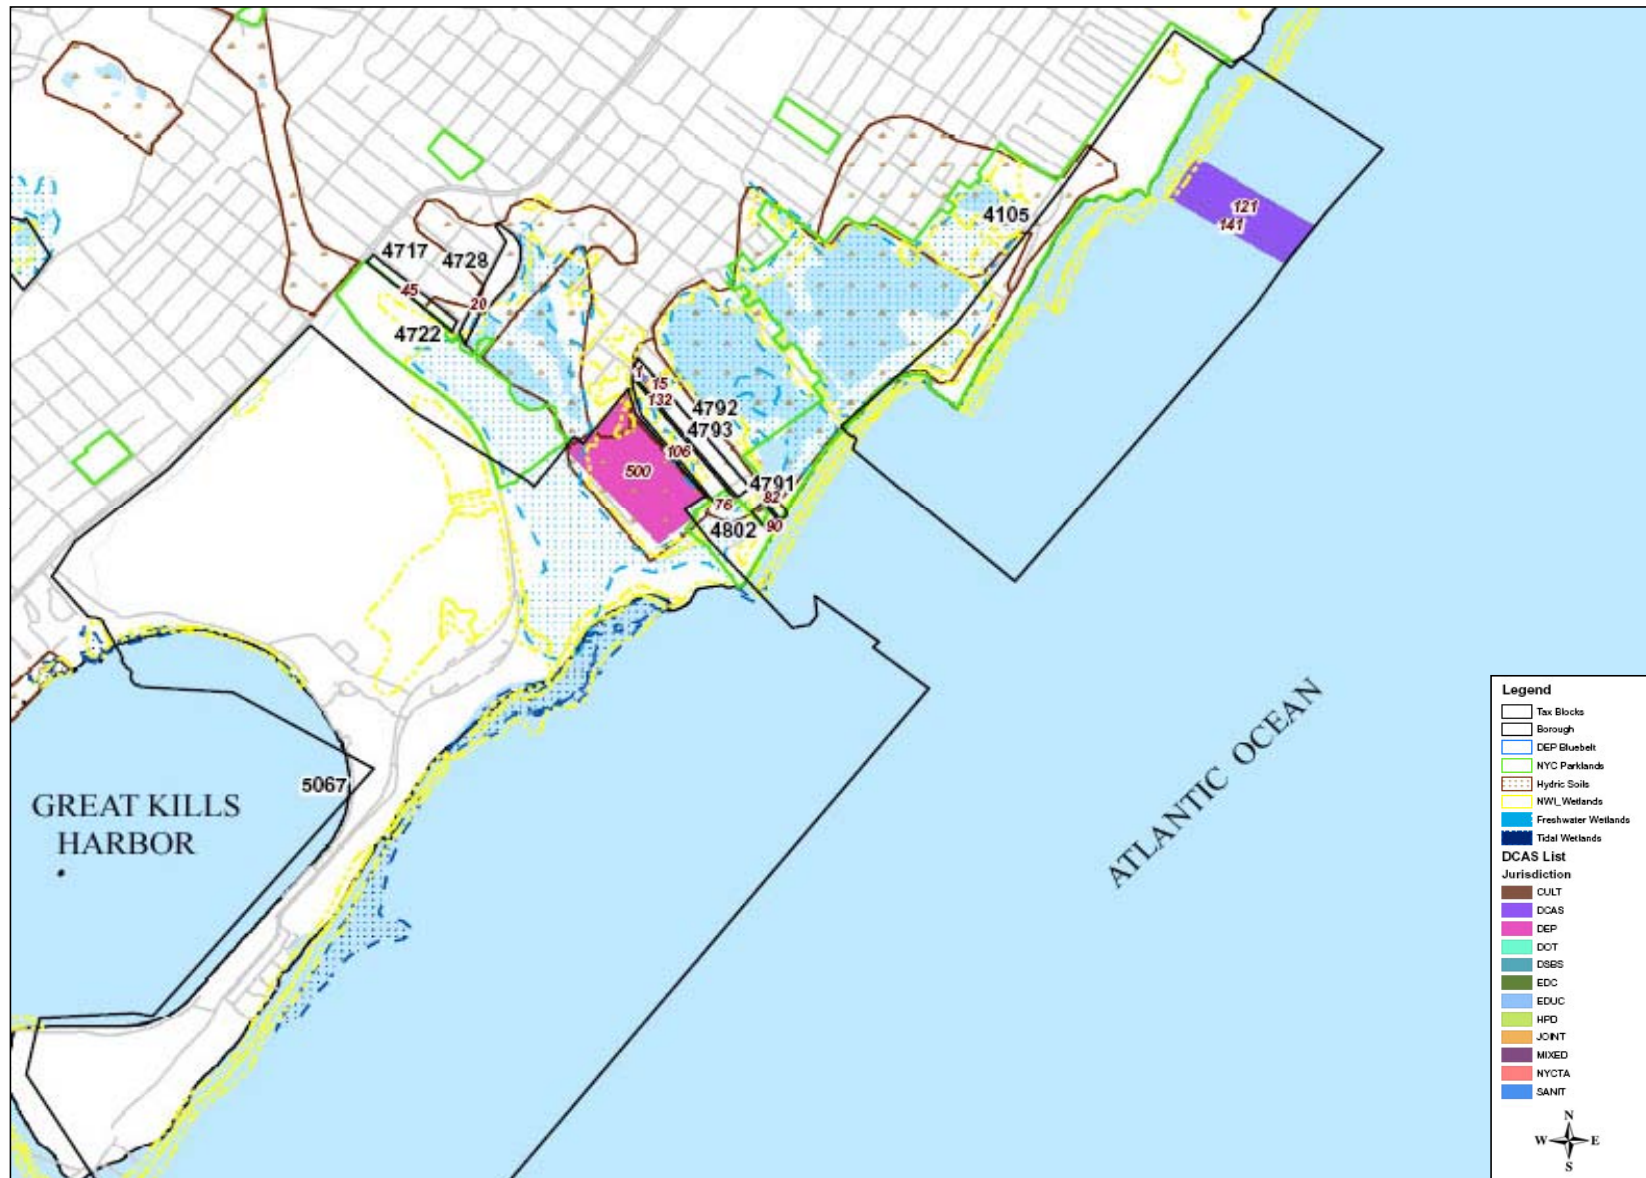 4105
121
141
4717
4728
45
20
4722
1
15
132
4792
4793
106
500
4791
82
76
4802
90
5067
GREAT KILLS
HARBOR
ATLANTIC OCEAN
Legend
Tax Blocks
Borough
DEP Bluebelt
NYC Parklands
Hydric Soils
NWI_Wetlands
Freshwater Wetlands
Tidal Wetlands
DCAS List
Jurisdiction
CULT
DCAS
DEP
DOT
DSBS
EDC
EDUC
HPD
JOINT
MIXED
NYCTA
SANIT
N
W E
S